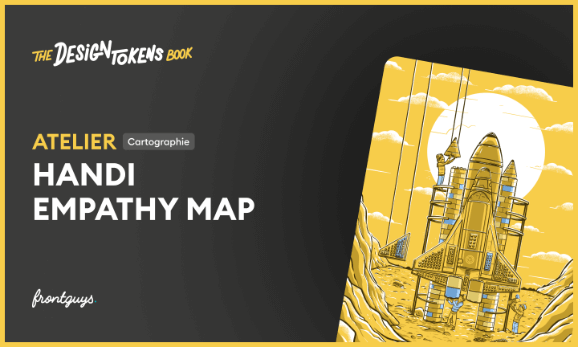 THE DESIGN TOKENS BOOK
ATELIER Cartographie
HANDI
EMPATHY MAP
frontguys